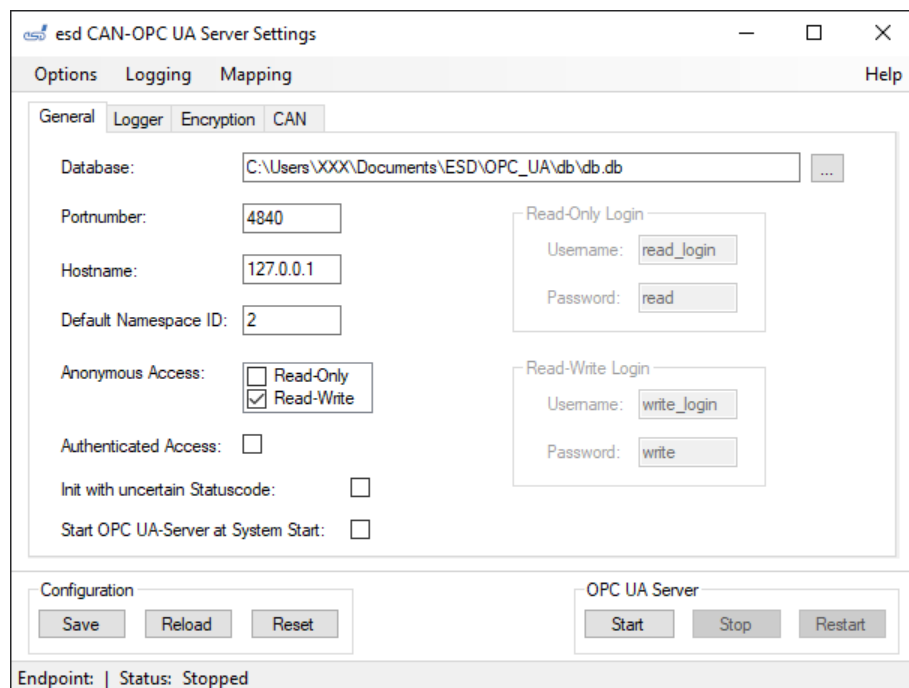 esd esd CAN-OPC UA Server Settings
Options Logging Mapping Help
General Logger Encryption CAN
Database: C:\Users\XXX\Documents\ESD\OPC_UA\db\db.db ...
Portnumber: 4840
Hostname: 127.0.0.1
Default Namespace ID: 2
Anonymous Access: Read-Only
Read-Write
Authenticated Access:
Init with uncertain Statuscode:
Start OPC UA-Server at System Start:
Read-Only Login
Username: read_login
Password: read
Read-Write Login
Username: write_login
Password: write
Configuration
Save Reload Reset
OPC UA Server
Start Stop Restart
Endpoint: | Status: Stopped